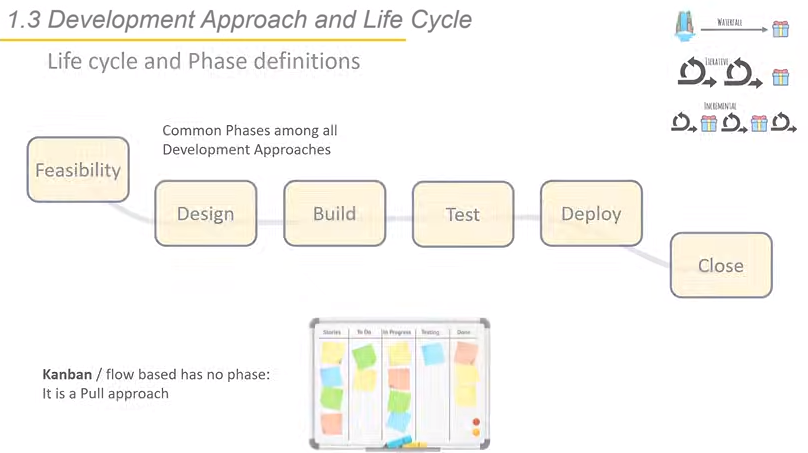 1.3 Development Approach and Life Cycle
Life cycle and Phase definitions
WATERFALL
ITERATIVE
INCREMENTAL
Common Phases among all
Development Approaches
Feasibility
Design
Build
Test
Deploy
Close
Stories To Do In Progress Testing Done
Kanban / flow based has no phase:
It is a Pull approach